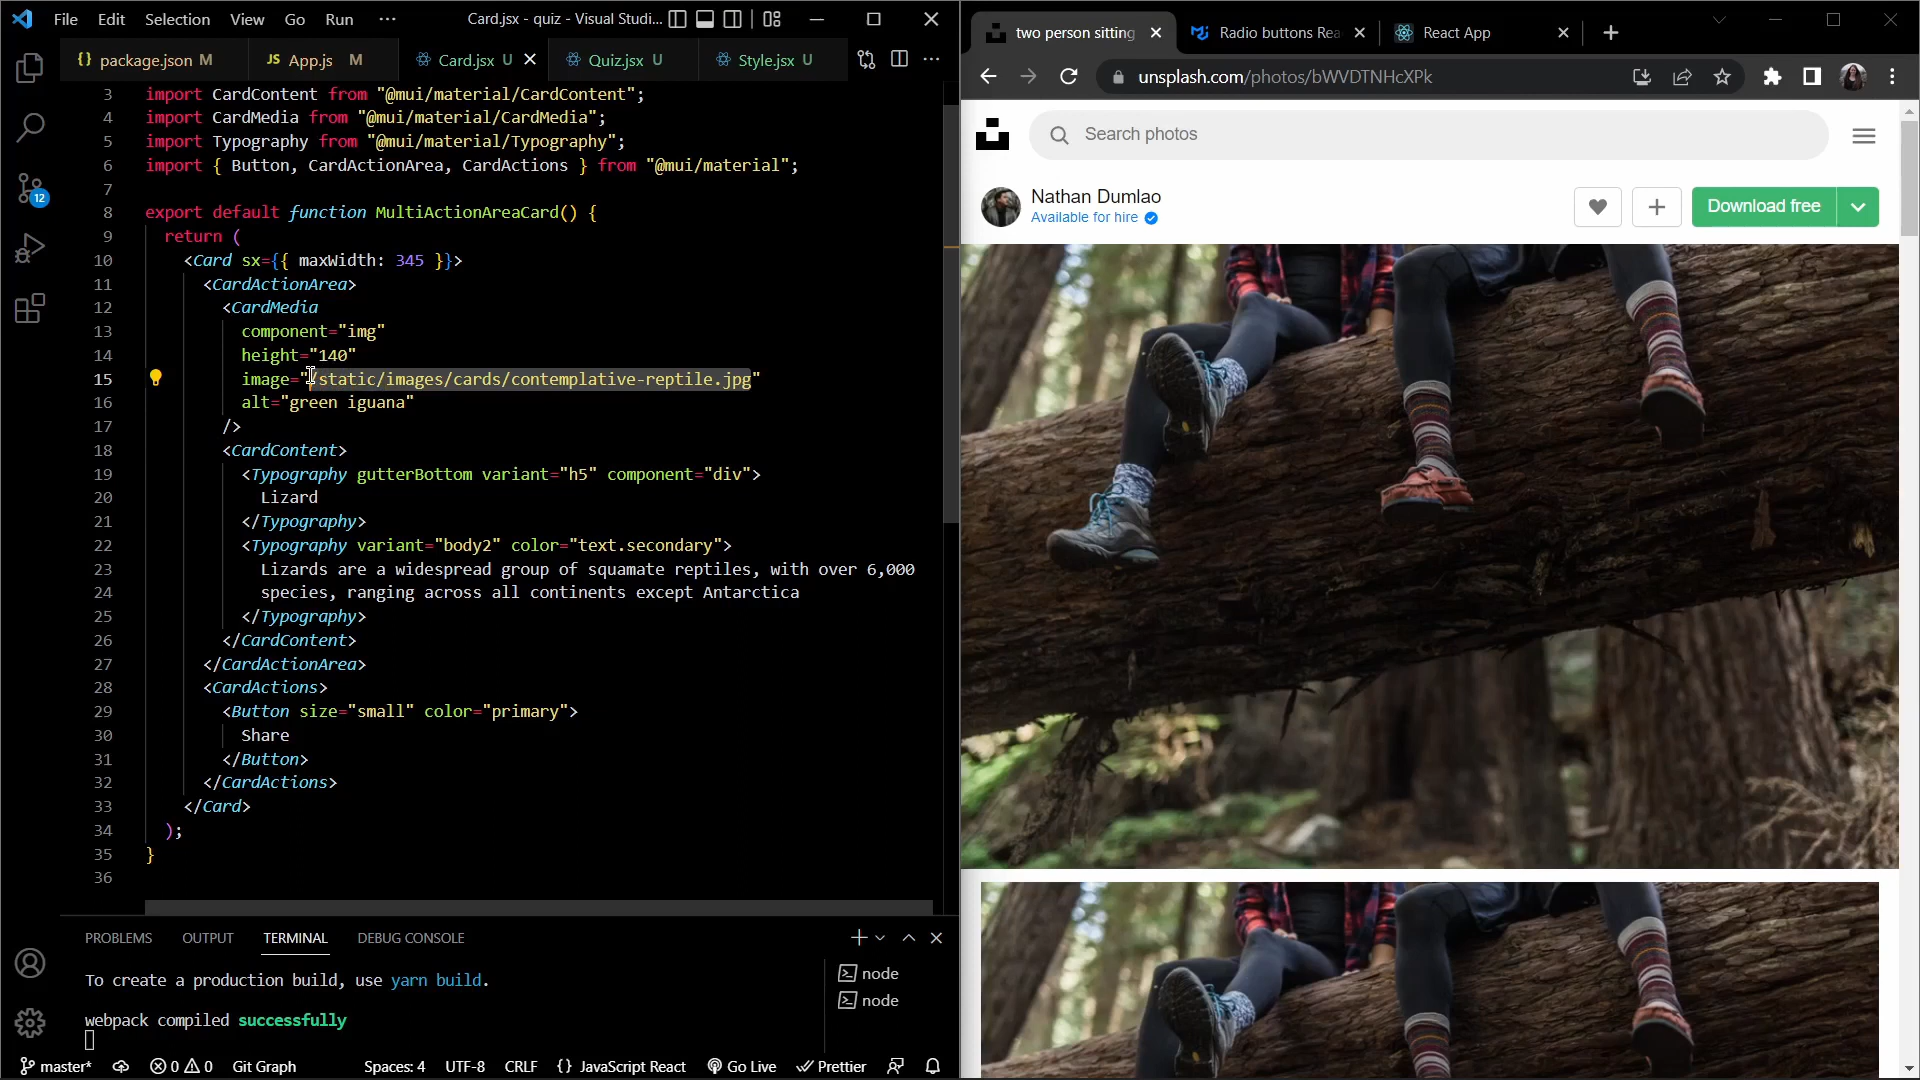 File Edit Selection View Go Run ··· Card.jsx - quiz - Visual Studi...
package.json M
JS App.js M
Card.jsx U
Quiz.jsx U
Style.jsx U
3 import CardContent from "@mui/material/CardContent";
4 import CardMedia from "@mui/material/CardMedia";
5 import Typography from "@mui/material/Typography";
6 import { Button, CardActionArea, CardActions } from "@mui/material";
7
8 export default function MultiActionAreaCard() {
9 return (
10 <Card sx={{ maxWidth: 345 }}>
11 <CardActionArea>
12 <CardMedia
13 component="img"
14 height="140"
15 image="/static/images/cards/contemplative-reptile.jpg"
16 alt="green iguana"
17 />
18 <CardContent>
19 <Typography gutterBottom variant="h5" component="div">
20 Lizard
21 </Typography>
22 <Typography variant="body2" color="text.secondary">
23 Lizards are a widespread group of squamate reptiles, with over 6,000
24 species, ranging across all continents except Antarctica
25 </Typography>
26 </CardContent>
27 </CardActionArea>
28 <CardActions>
29 <Button size="small" color="primary">
30 Share
31 </Button>
32 </CardActions>
33 </Card>
34 );
35 }
36
12
PROBLEMS OUTPUT TERMINAL DEBUG CONSOLE
To create a production build, use yarn build.
webpack compiled successfully
node
node
master* 0 0 Git Graph Spaces: 4 UTF-8 CRLF {} JavaScript React Go Live Prettier
two person sitting
Radio buttons Rea
React App
unsplash.com/photos/bWVDTNHcXPk
Search photos
Nathan Dumlao
Available for hire
Download free